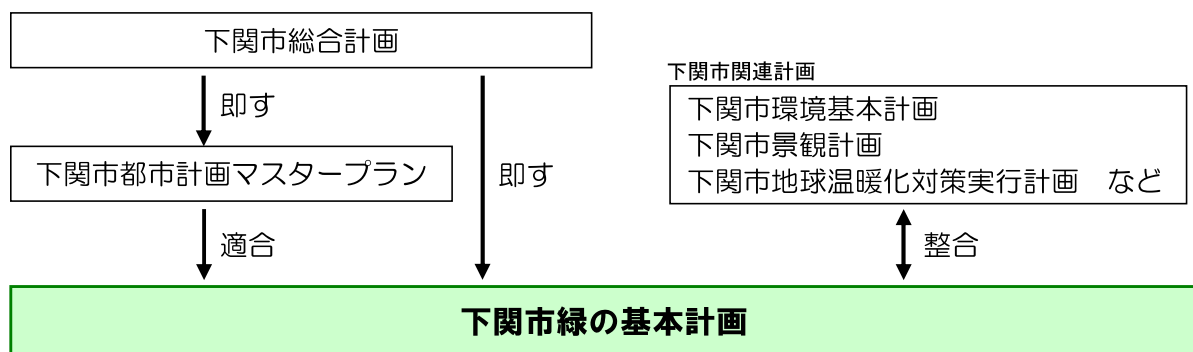 下関市総合計画
即す
下関市都市計画マスタープラン
適合
即す
下関市関連計画
下関市環境基本計画
下関市景観計画
下関市地球温暖化対策実行計画　など
整合
下関市緑の基本計画